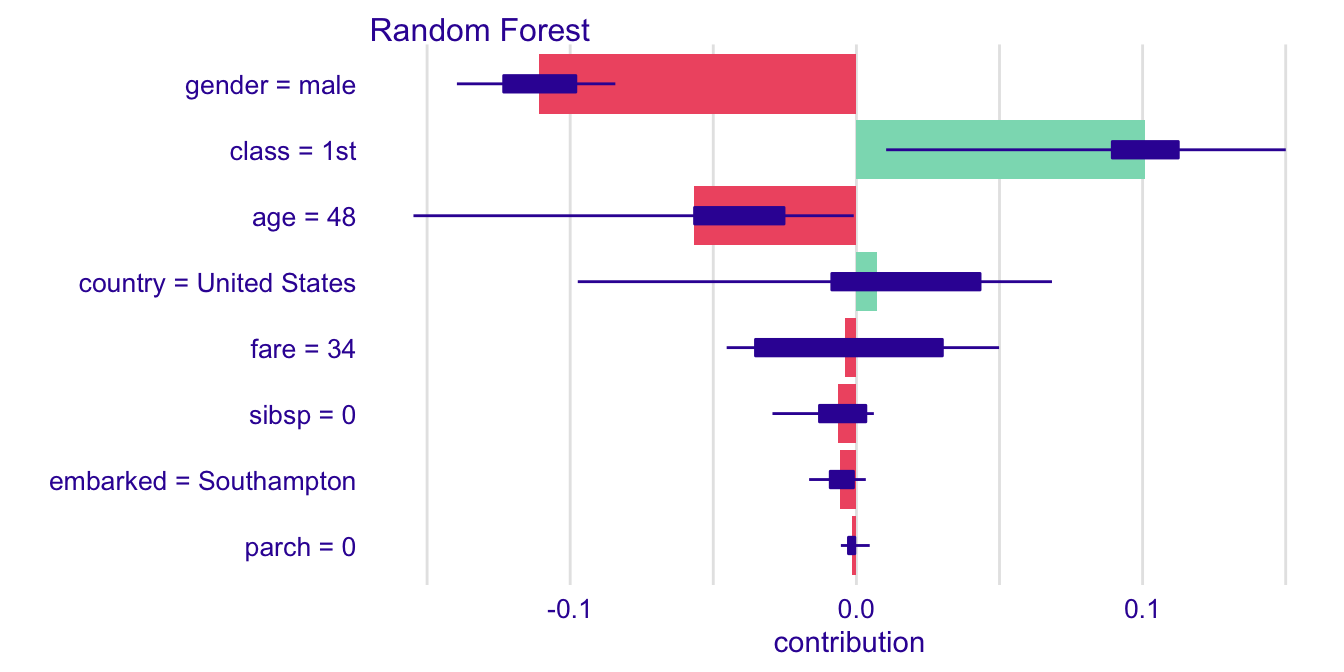 Random Forest
gender = male
class = 1st
age = 48
country = United States
fare = 34
sibsp = 0
embarked = Southampton
parch = 0
-0.1 0.0 0.1
contribution